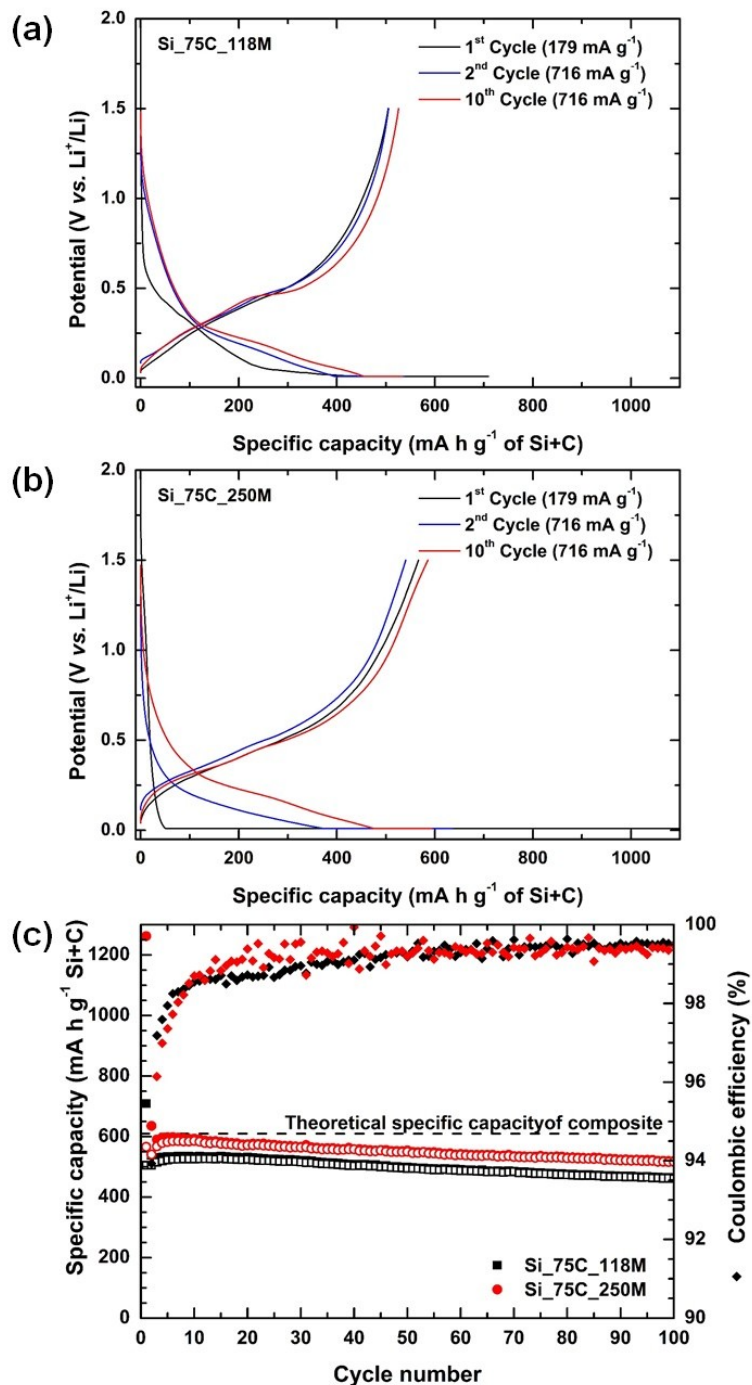 (a)
Si_75C_118M
1st Cycle (179 mA g-1)
2nd Cycle (716 mA g-1)
10th Cycle (716 mA g-1)
2.0
1.5
1.0
0.5
0.0
Potential (V vs. Li+/Li)
0 200 400 600 800 1000
Specific capacity (mA h g-1 of Si+C)
(b)
Si_75C_250M
1st Cycle (179 mA g-1)
2nd Cycle (716 mA g-1)
10th Cycle (716 mA g-1)
2.0
1.5
1.0
0.5
0.0
Potential (V vs. Li+/Li)
0 200 400 600 800 1000
Specific capacity (mA h g-1 of Si+C)
(c)
1200
1000
800
600
400
200
0
Specific capacity (mA h g-1 Si+C)
Theoretical specific capacityof composite
Si_75C_118M
Si_75C_250M
100
98
96
94
92
90
Coulombic efficiency (%)
0 10 20 30 40 50 60 70 80 90 100
Cycle number